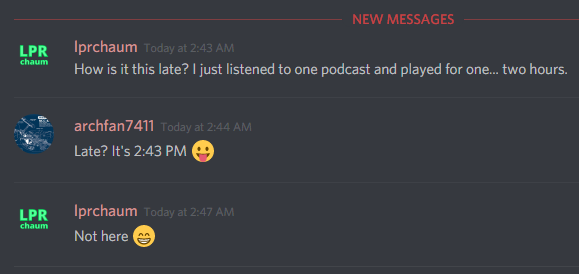 NEW MESSAGES
LPR
chaum
lprchaum Today at 2:43 AM
How is it this late? I just listened to one podcast and played for one... two hours.
archfan7411 Today at 2:44 AM
Late? It's 2:43 PM 😛
LPR
chaum
lprchaum Today at 2:47 AM
Not here 😁